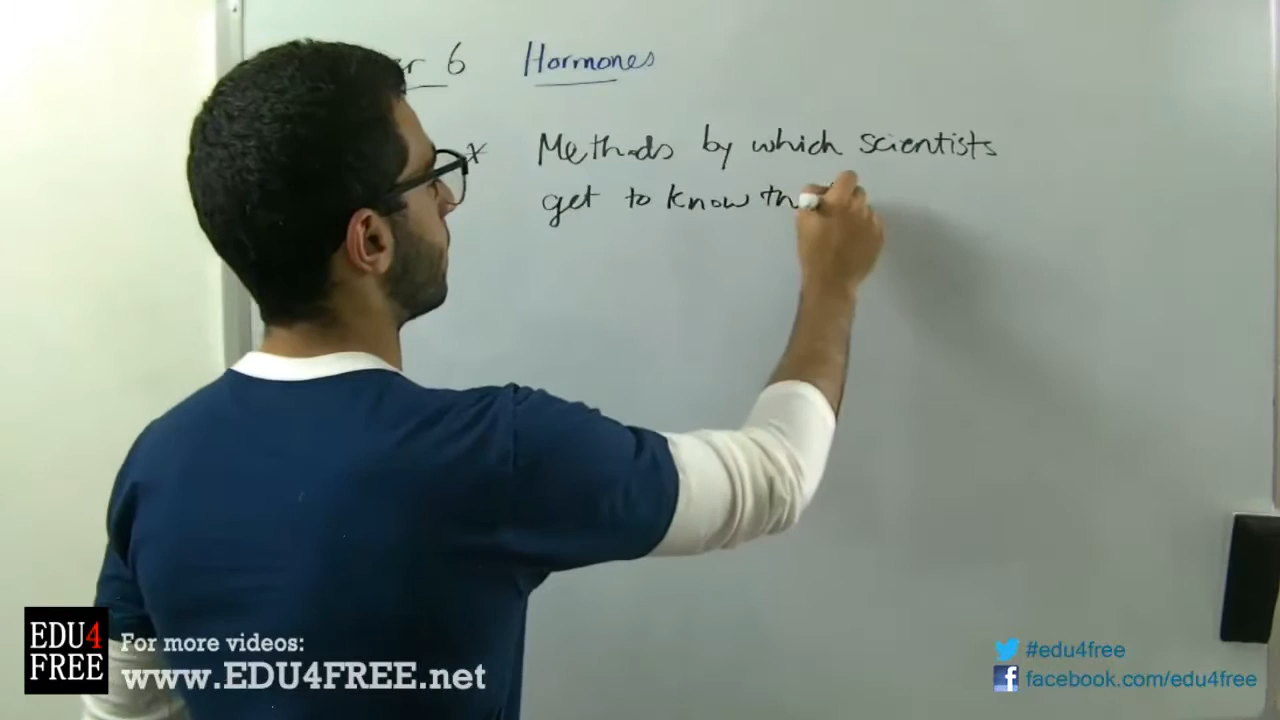 6 Hormones
* Methods by which scientists
get to know
EDU4
FREE
For more videos:
www.EDU4FREE.net
#edu4free
facebook.com/edu4free